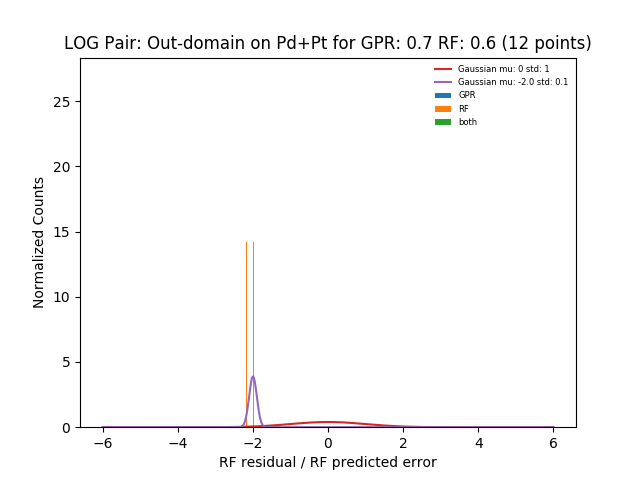 LOG Pair: Out-domain on Pd+Pt for GPR: 0.7 RF: 0.6 (12 points)
Gaussian mu: 0 std: 1
Gaussian mu: -2.0 std: 0.1
GPR
RF
both
Normalized Counts
25
20
15
10
5
0
−6 −4 −2 0 2 4 6
RF residual / RF predicted error